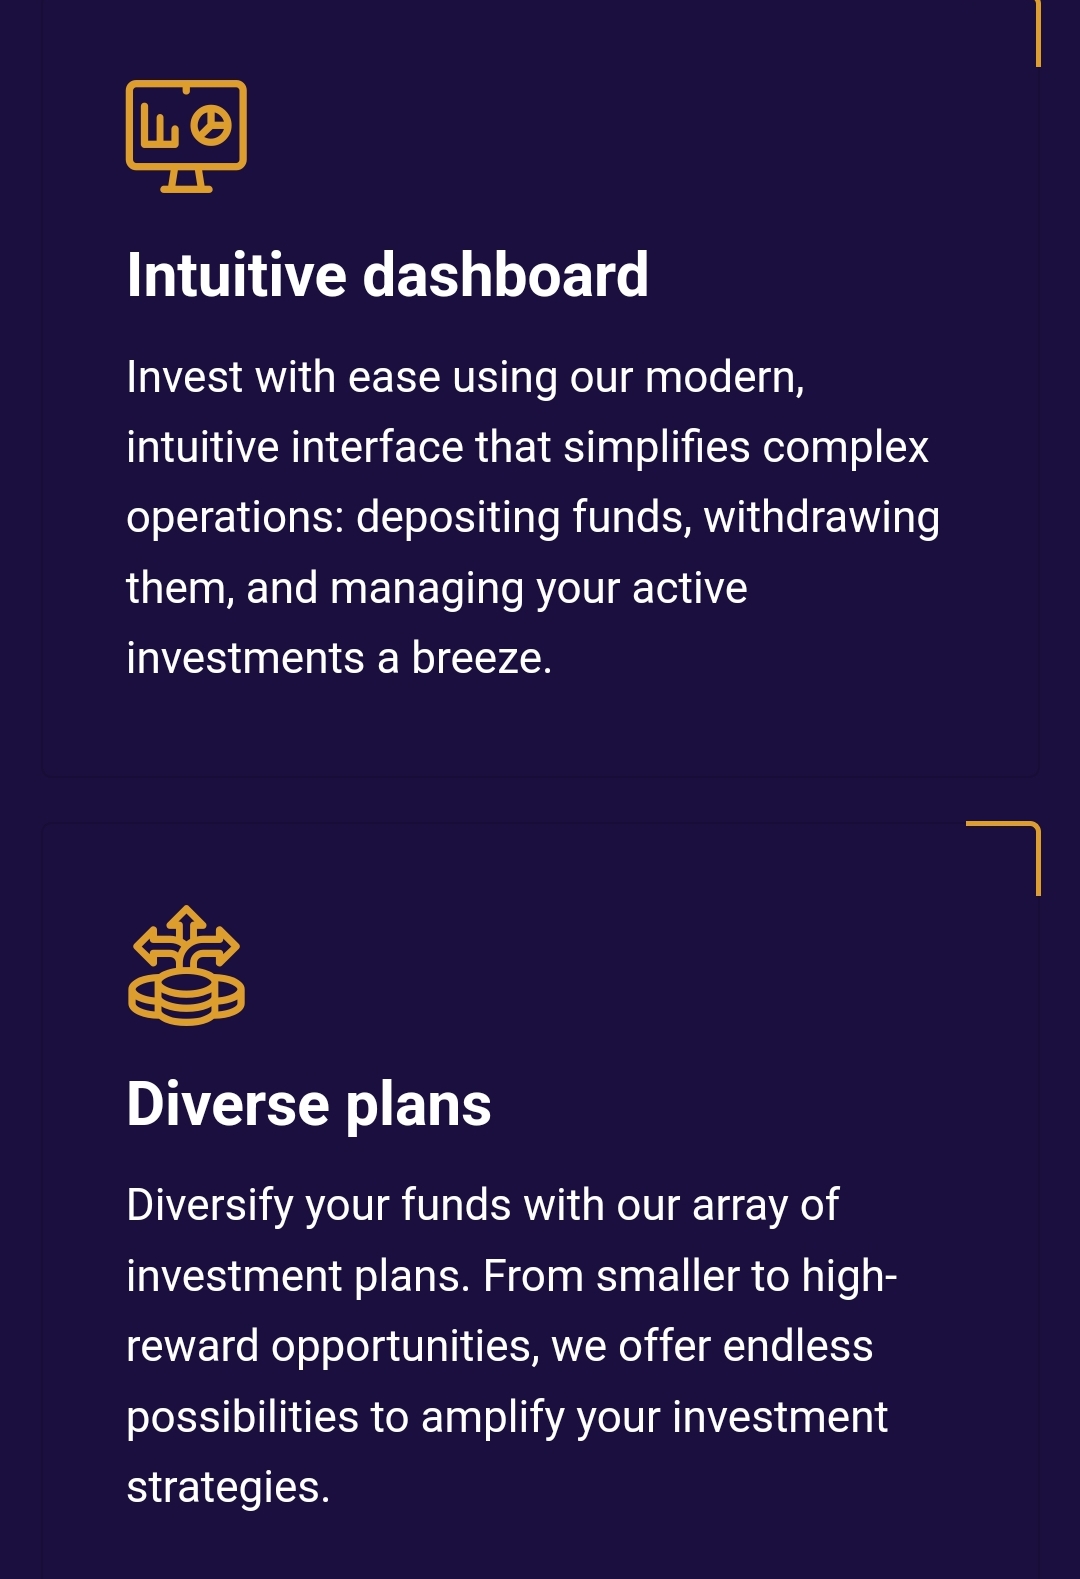 Intuitive dashboard
Invest with ease using our modern,
intuitive interface that simplifies complex
operations: depositing funds, withdrawing
them, and managing your active
investments a breeze.
Diverse plans
Diversify your funds with our array of
investment plans. From smaller to high-
reward opportunities, we offer endless
possibilities to amplify your investment
strategies.